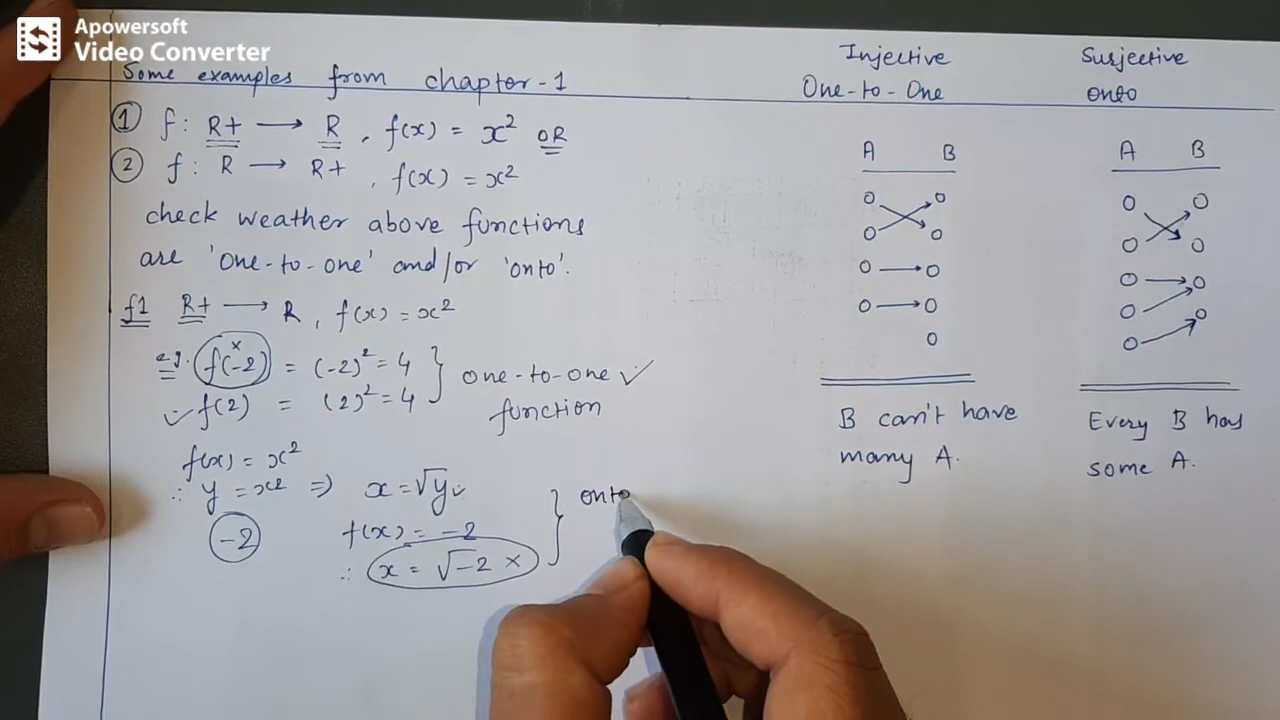 Apowersoft
Video Converter
Some examples from chapter-1
① f: R+ → R, f(x) = x² OR
② f: R → R+, f(x) = x²
check weather above functions
are 'one-to-one' and/or 'onto'.
f1 R+ → R, f(x) = x²
e.g. f(-2) = (-2)² = 4 } one-to-one ✓
✓ f(2) = (2)² = 4 function
f(x) = x²
∴ y = x² ⇒ x = √y ✓
-2 f(x) = -2 } onto
∴ x = √-2 ×
Injective
One-to-One
A B
B can't have
many A.
Surjective
onto
A B
Every B has
some A.